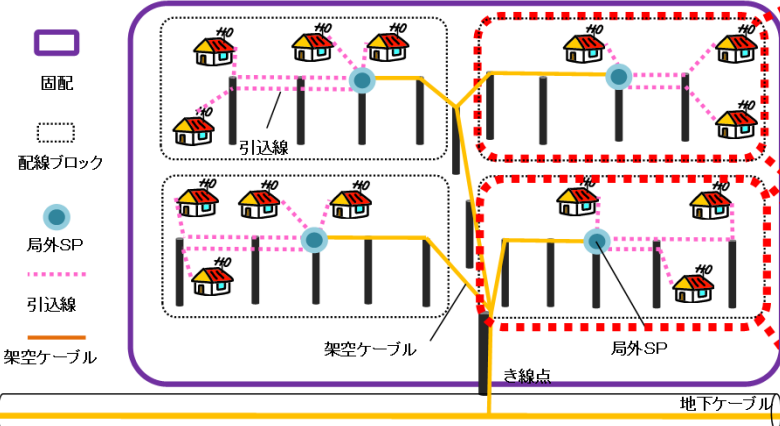 固配
配線ブロック
局外SP
引込線
架空ケーブル
引込線
架空ケーブル
局外SP
き線点
地下ケーブル